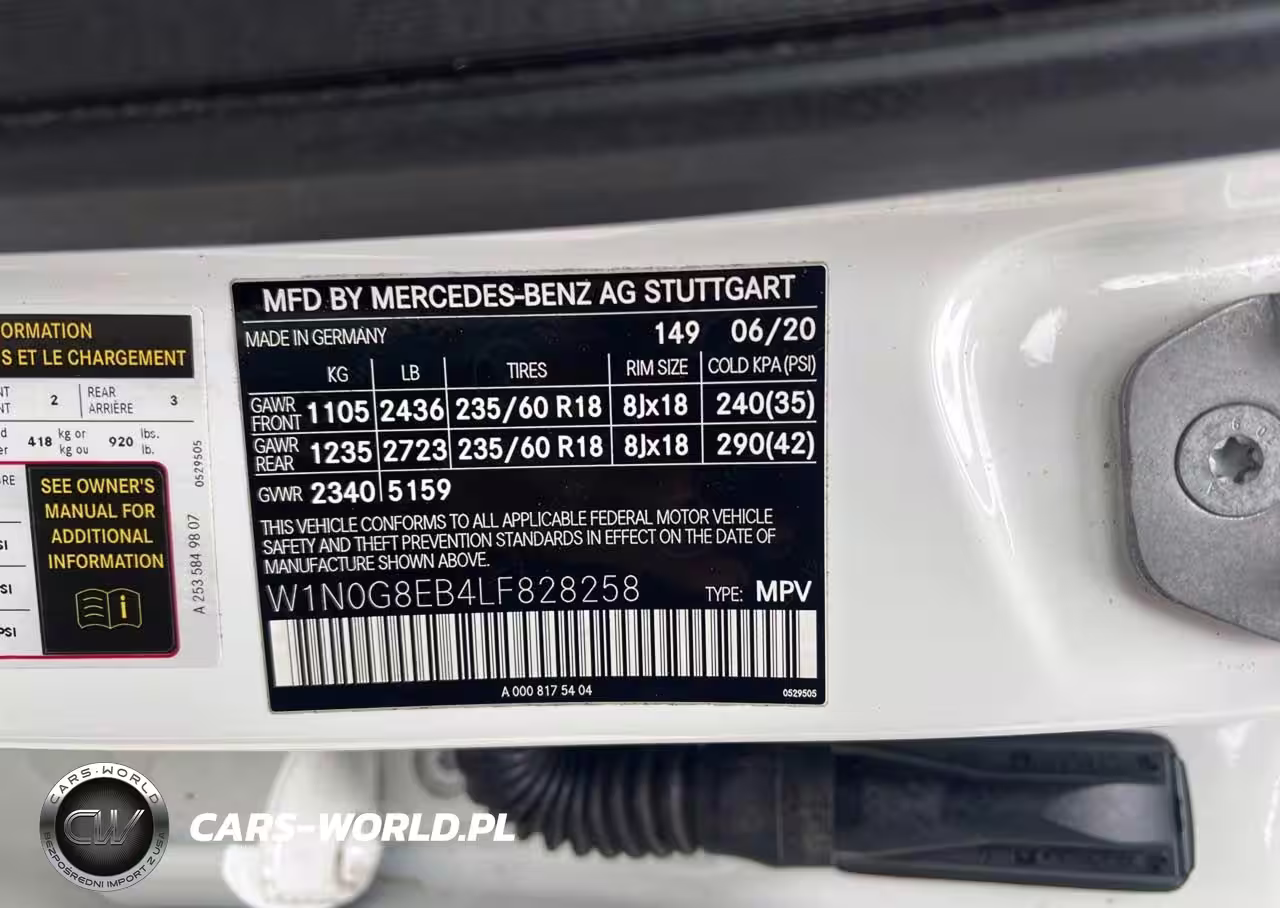 MFD BY MERCEDES-BENZ AG STUTTGART
MADE IN GERMANY 149 06/20
KG LB TIRES RIM SIZE COLD KPA (PSI)
GAWR FRONT 1105 2436 235/60 R18 8Jx18 240(35)
GAWR REAR 1235 2723 235/60 R18 8Jx18 290(42)
GVWR 2340 5159
THIS VEHICLE CONFORMS TO ALL APPLICABLE FEDERAL MOTOR VEHICLE
SAFETY AND THEFT PREVENTION STANDARDS IN EFFECT ON THE DATE OF
MANUFACTURE SHOWN ABOVE.
W1N0G8EB4LF828258 TYPE: MPV
A 000 817 54 04 0529505
ET LE CHARGEMENT
2 REAR ARRIÈRE 3
418 kg or kg ou 920 lbs. lb.
SEE OWNER'S
MANUAL FOR
ADDITIONAL
INFORMATION
i
A 253 584 98 07 0529505
60
CARS-WORLD
CW
BEZPOŚREDNI IMPORT Z USA
CARS-WORLD.PL